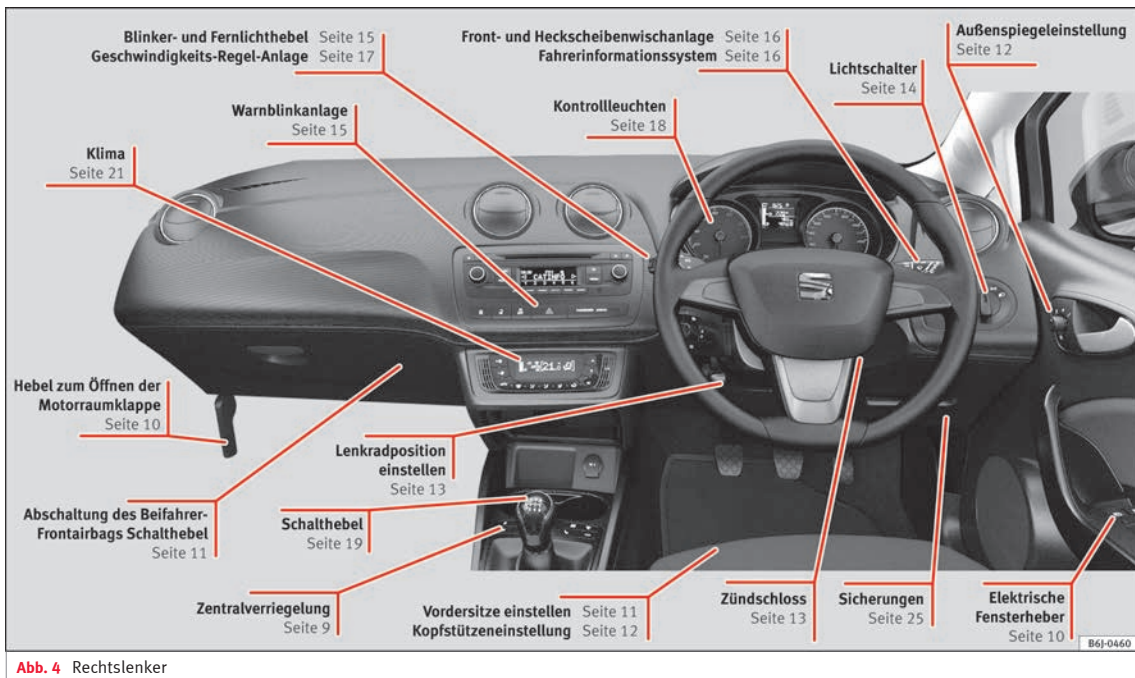 Blinker- und Fernlichthebel Seite 15
Geschwindigkeits-Regel-Anlage Seite 17
Front- und Heckscheibenwischanlage Seite 16
Fahrerinformationssystem Seite 16
Außenspiegeleinstellung
Seite 12
Lichtschalter
Seite 14
Warnblinkanlage
Seite 15
Kontrollleuchten
Seite 18
Klima
Seite 21
Hebel zum Öffnen der
Motorraumklappe
Seite 10
Lenkradposition
einstellen
Seite 13
Abschaltung des Beifahrer-
Frontairbags Schalthebel
Seite 11
Schalthebel
Seite 19
Zentralverriegelung
Seite 9
Vordersitze einstellen Seite 11
Kopfstützeneinstellung Seite 12
Zündschloss
Seite 13
Sicherungen
Seite 25
Elektrische
Fensterheber
Seite 10
B6J-0460
Abb. 4 Rechtslenker